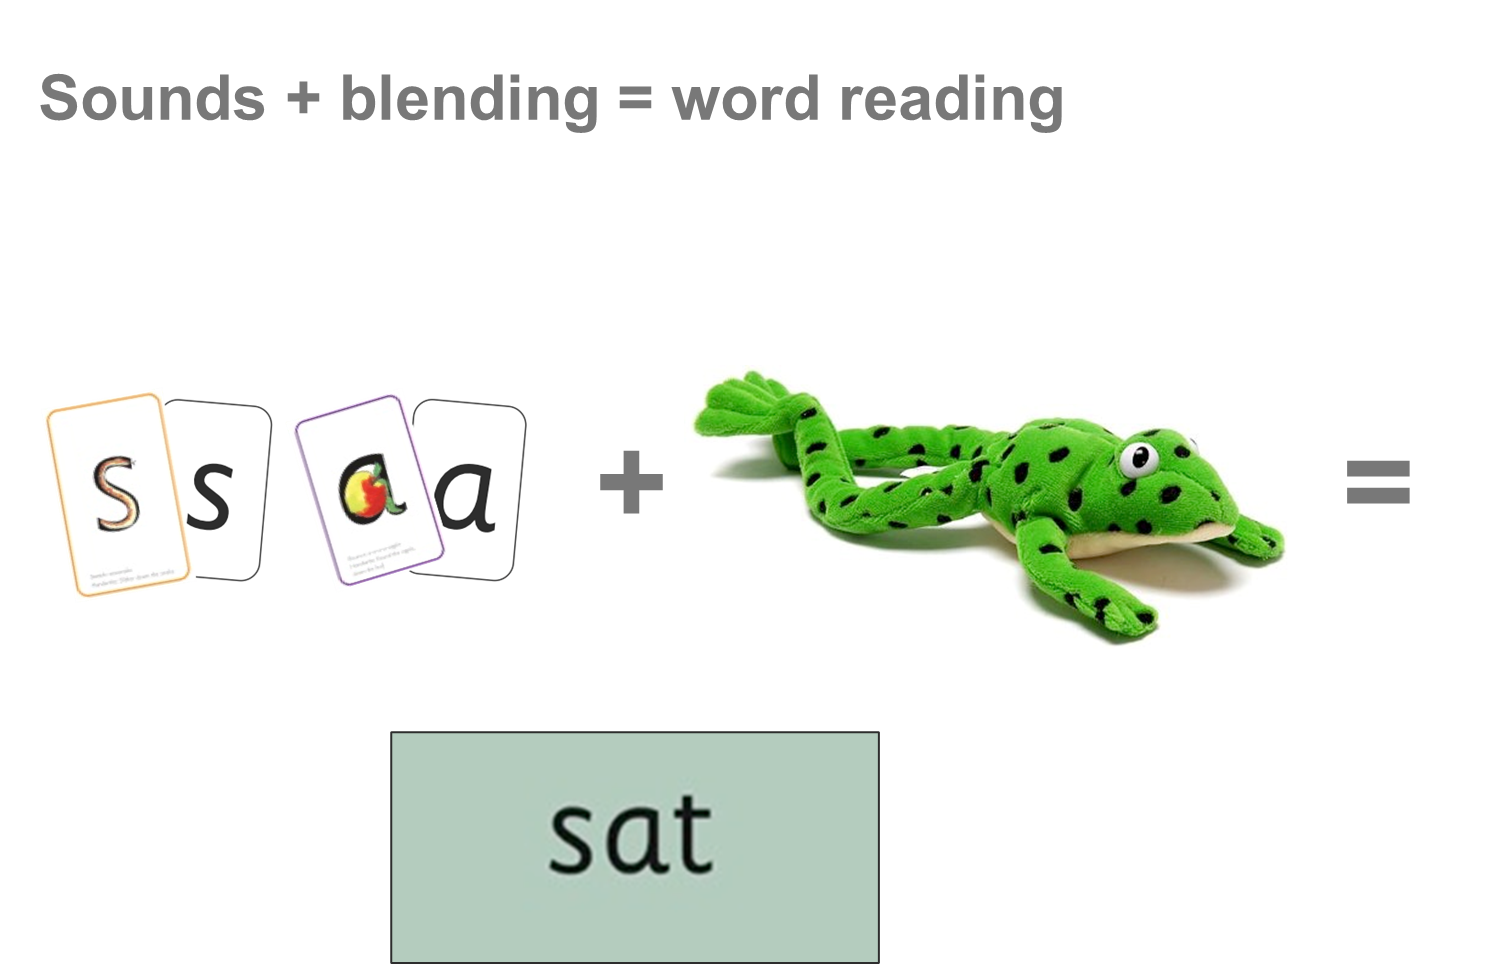 Sounds + blending = word reading
s s a a + =
sat